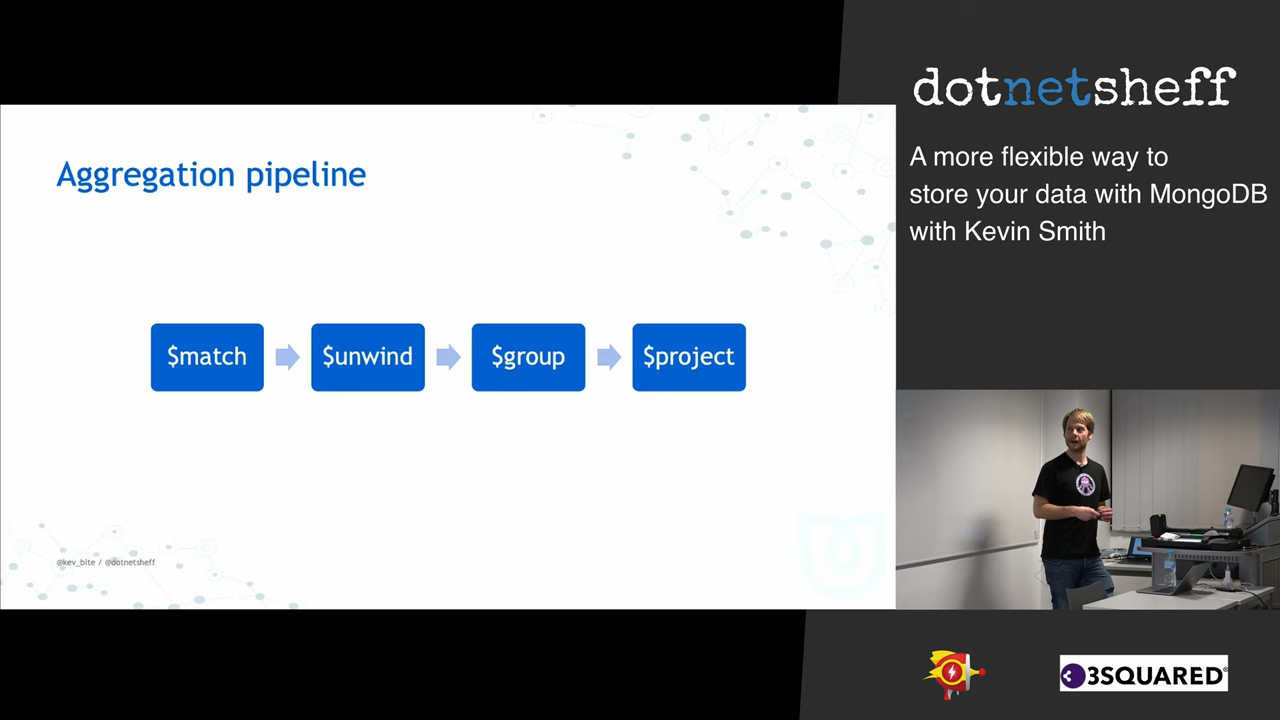 Aggregation pipeline
$match
$unwind
$group
$project
@kev_bite / @dotnetsheff
dotnetsheff
A more flexible way to
store your data with MongoDB
with Kevin Smith
3SQUARED